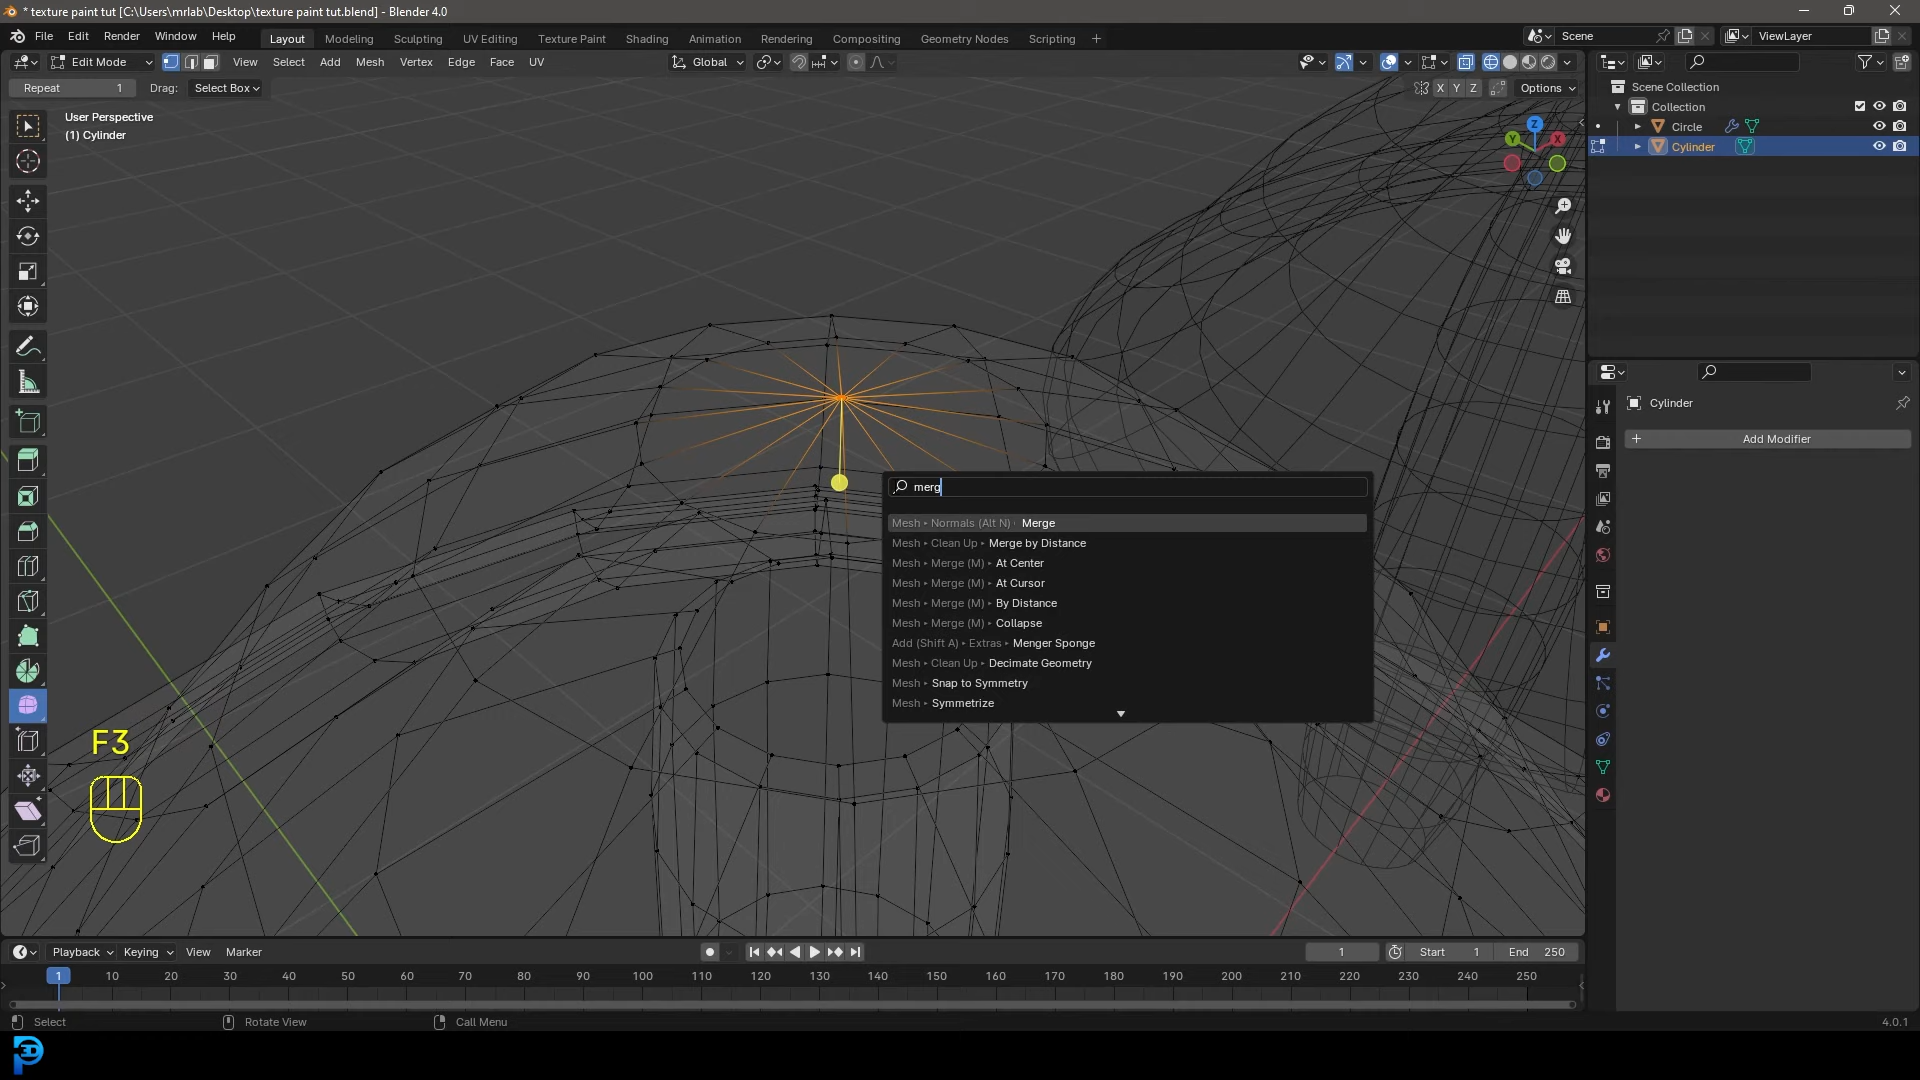 * texture paint tut [C:\Users\mrlab\Desktop\texture paint tut.blend] - Blender 4.0
File Edit Render Window Help Layout Modeling Sculpting UV Editing Texture Paint Shading Animation Rendering Compositing Geometry Nodes Scripting + Scene ViewLayer
Edit Mode View Select Add Mesh Vertex Edge Face UV Global
Repeat 1 Drag: Select Box X Y Z Options
User Perspective
(1) Cylinder
Z
Y X
Scene Collection
Collection
Circle
Cylinder
Cylinder
+ Add Modifier
merg
Mesh ▸ Normals (Alt N) ▸ Merge
Mesh ▸ Clean Up ▸ Merge by Distance
Mesh ▸ Merge (M) ▸ At Center
Mesh ▸ Merge (M) ▸ At Cursor
Mesh ▸ Merge (M) ▸ By Distance
Mesh ▸ Merge (M) ▸ Collapse
Add (Shift A) ▸ Extras ▸ Menger Sponge
Mesh ▸ Clean Up ▸ Decimate Geometry
Mesh ▸ Snap to Symmetry
Mesh ▸ Symmetrize
F3
Playback Keying View Marker 1 Start 1 End 250
1 10 20 30 40 50 60 70 80 90 100 110 120 130 140 150 160 170 180 190 200 210 220 230 240 250
Select Rotate View Call Menu 4.0.1